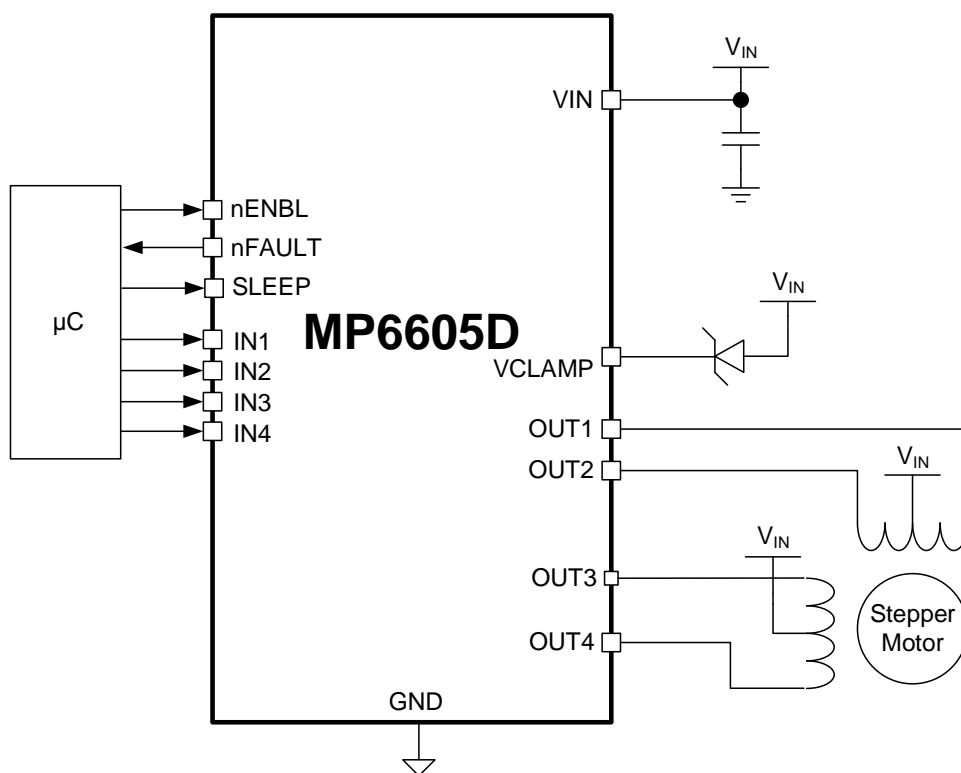 V_IN
VIN
nENBL
nFAULT
SLEEP
µC
IN1
IN2
IN3
IN4
MP6605D
V_IN
VCLAMP
OUT1
OUT2
V_IN
V_IN
OUT3
OUT4
Stepper
Motor
GND